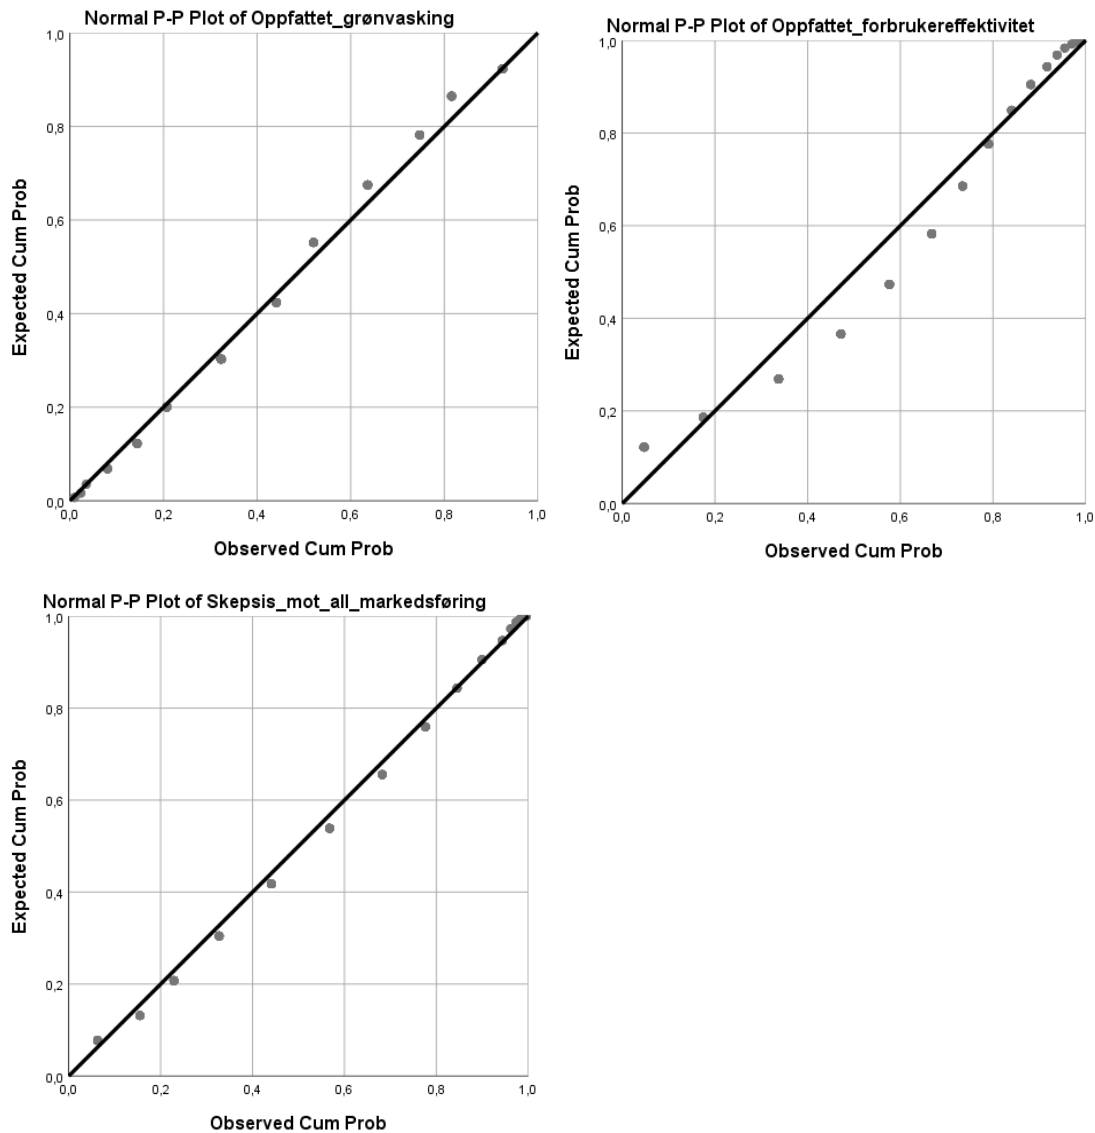 Normal P-P Plot of Oppfattet_grønvasking
1,0
0,8
0,6
0,4
0,2
0,0
0,0 0,2 0,4 0,6 0,8 1,0
Expected Cum Prob
Observed Cum Prob
Normal P-P Plot of Oppfattet_forbrukereffektivitet
1,0
0,8
0,6
0,4
0,2
0,0
0,0 0,2 0,4 0,6 0,8 1,0
Expected Cum Prob
Observed Cum Prob
Normal P-P Plot of Skepsis_mot_all_markedsføring
1,0
0,8
0,6
0,4
0,2
0,0
0,0 0,2 0,4 0,6 0,8 1,0
Expected Cum Prob
Observed Cum Prob